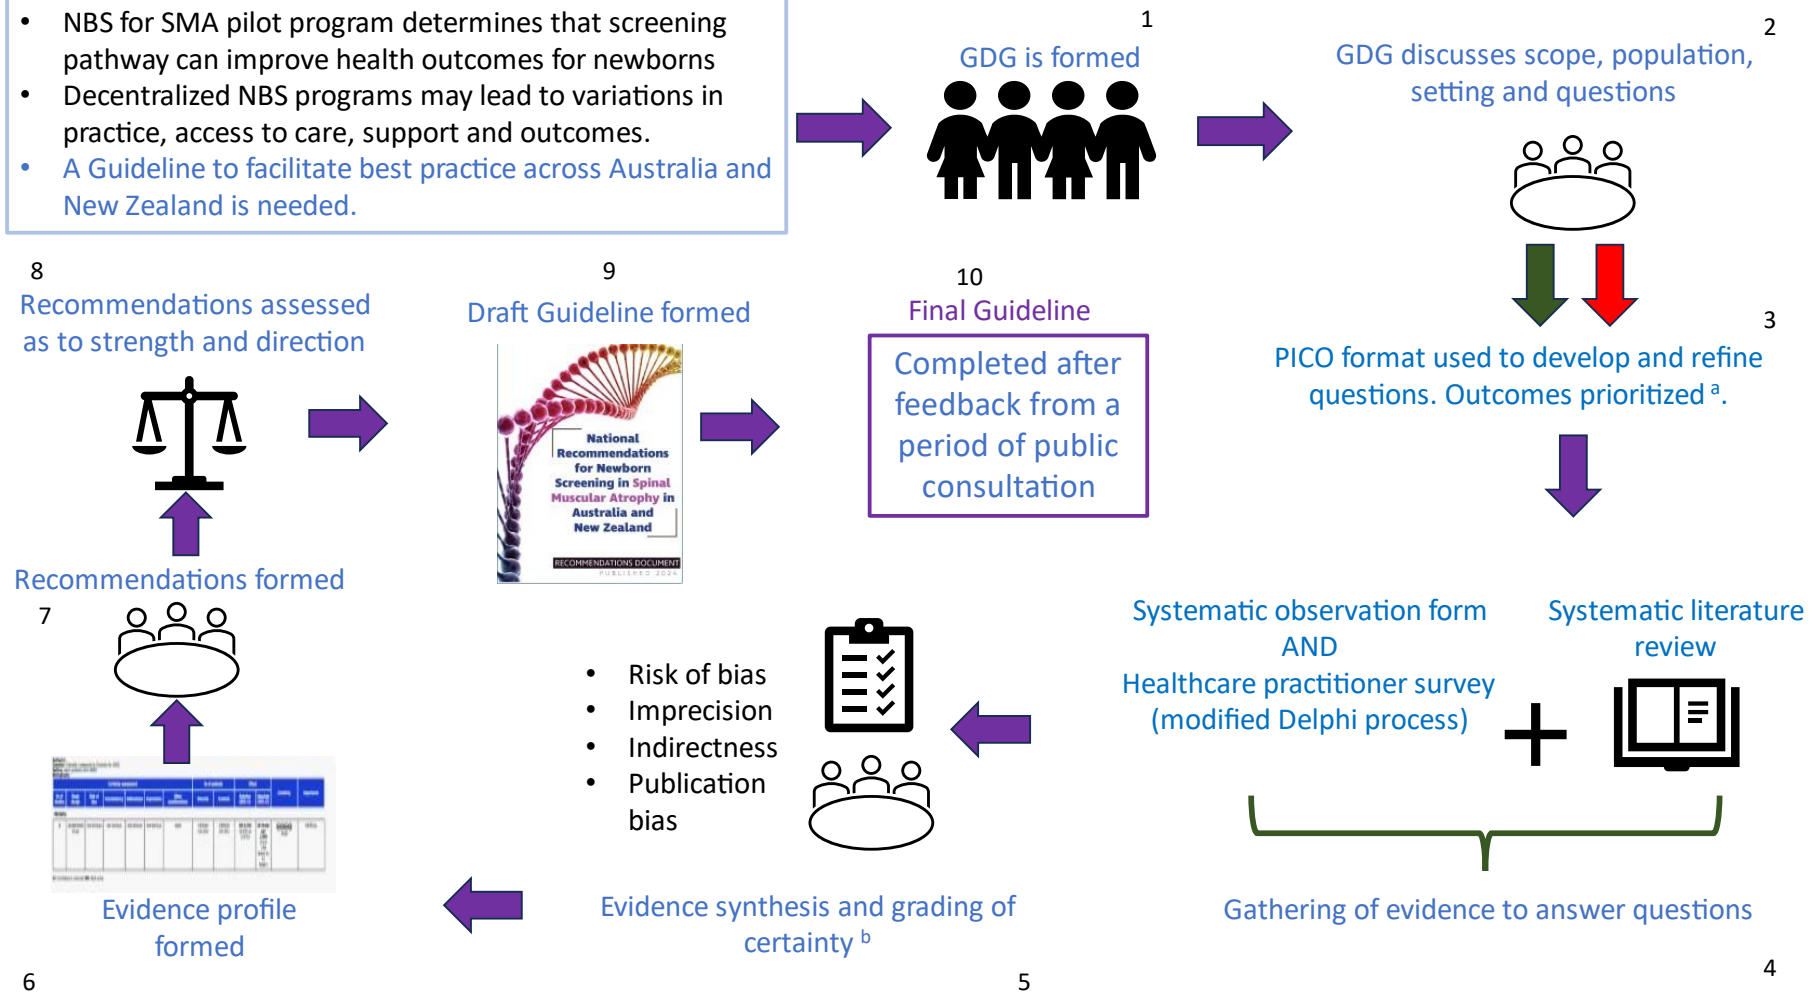 • NBS for SMA pilot program determines that screening
pathway can improve health outcomes for newborns
• Decentralized NBS programs may lead to variations in
practice, access to care, support and outcomes.
• A Guideline to facilitate best practice across Australia and
New Zealand is needed.
1
GDG is formed
2
GDG discusses scope, population,
setting and questions
3
PICO format used to develop and refine
questions. Outcomes prioritized a.
Systematic observation form
AND
Healthcare practitioner survey
(modified Delphi process)
+
Systematic literature
review
Gathering of evidence to answer questions
4
• Risk of bias
• Imprecision
• Indirectness
• Publication
bias
Evidence synthesis and grading of
certainty b
5
Evidence profile
formed
6
Recommendations formed
7
8
Recommendations assessed
as to strength and direction
9
Draft Guideline formed
National
Recommendations
for Newborn
Screening in Spinal
Muscular Atrophy in
Australia and
New Zealand
RECOMMENDATIONS DOCUMENT
PUBLISHED 2024
10
Final Guideline
Completed after
feedback from a
period of public
consultation